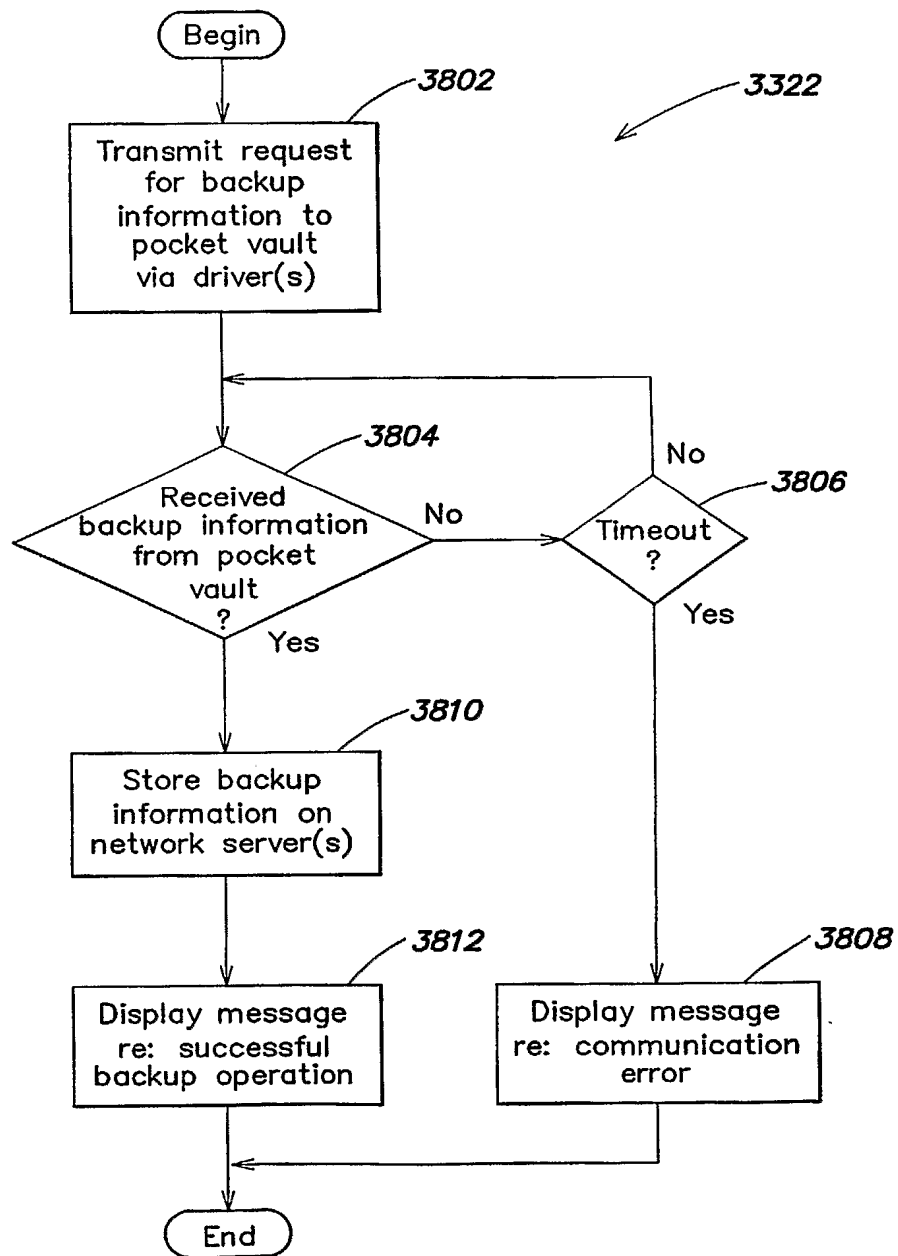 Begin
3802
3322
Transmit request
for backup
information to
pocket vault
via driver(s)
3804
No
3806
Received
backup information
from pocket
vault
?
No
Timeout
?
Yes
Yes
3810
Store backup
information on
network server(s)
3812
3808
Display message
re: successful
backup operation
Display message
re: communication
error
End